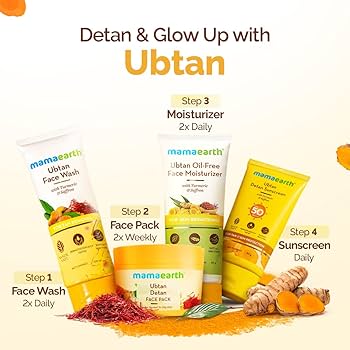 Detan & Glow Up with
Ubtan
Step 3
Moisturizer
2x Daily
mamaearth
Ubtan
Face Wash
with Turmeric
& Saffron
mamaearth
Ubtan Oil-Free
Face Moisturizer
with Turmeric
& Saffron
mamaearth
Ubtan
Detan Sunscreen
50
Step 2
Face Pack
2x Weekly
Step 4
Sunscreen
Daily
Step 1
Face Wash
2x Daily
mamaearth
Ubtan
Detan
FACE PACK